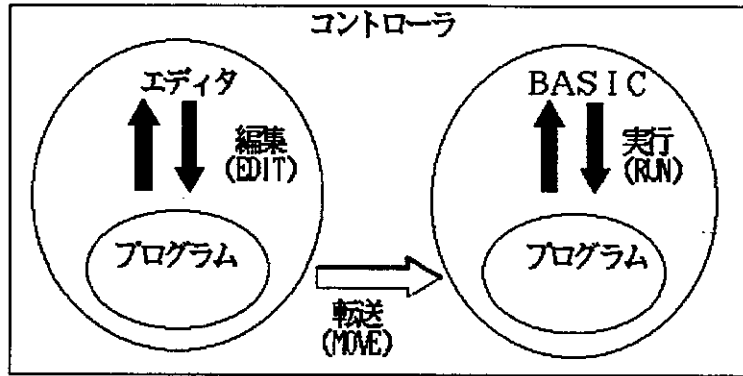 コントローラ
エディタ
編集
(EDIT)
プログラム
転送
(MOVE)
BASIC
実行
(RUN)
プログラム